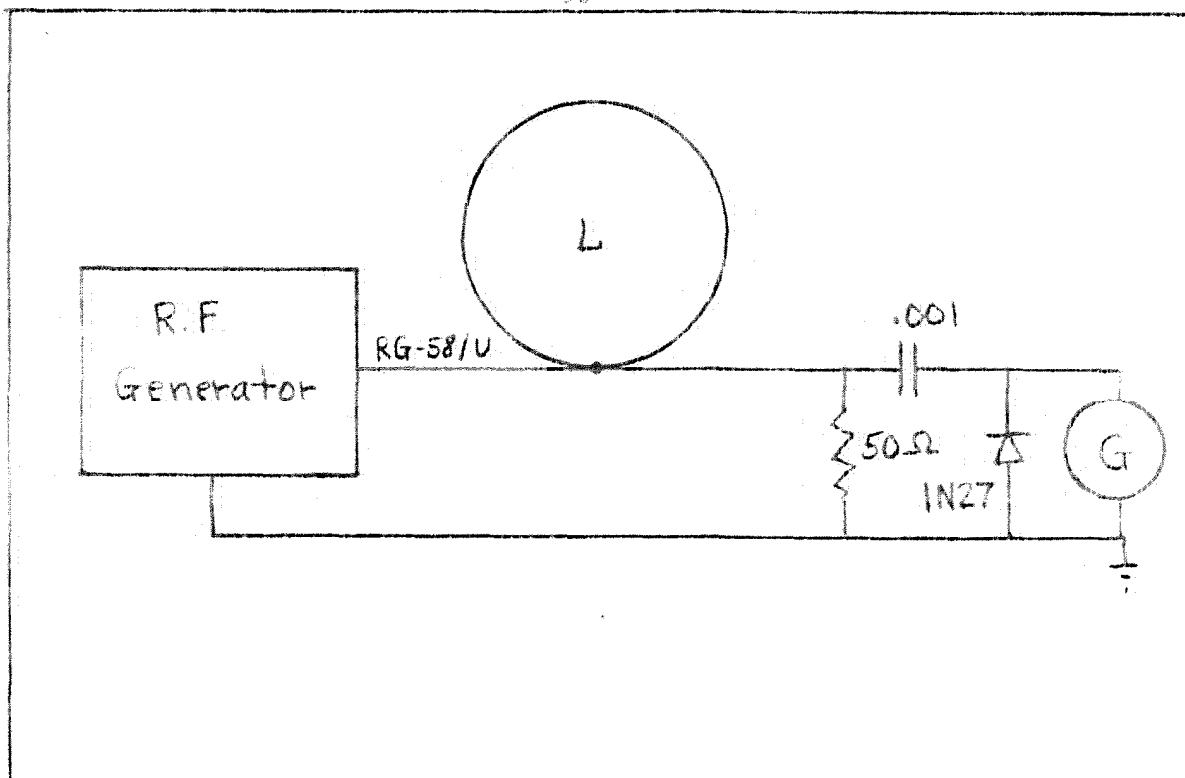 L
R.F.
Generator
RG-58/U
.001
50Ω
1N27
G